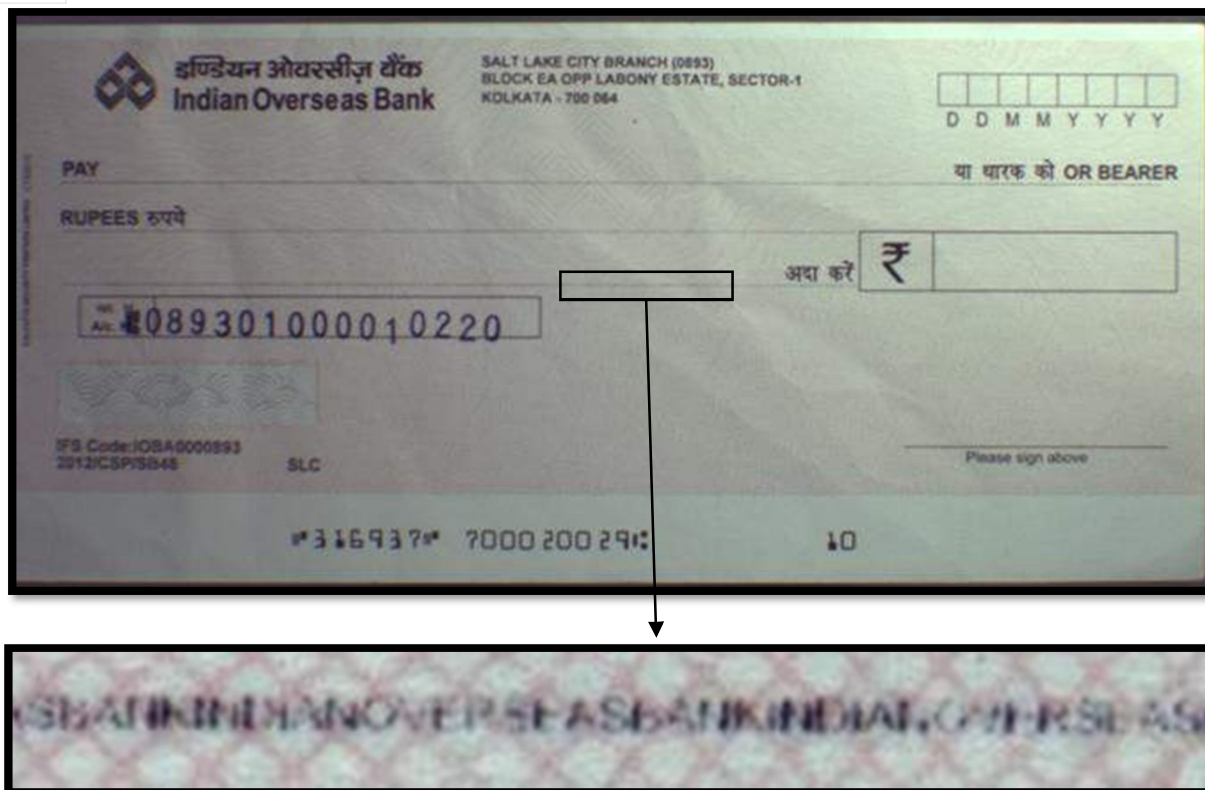 इण्डियन ओवरसीज़ बैंक
Indian Overseas Bank
SALT LAKE CITY BRANCH (0893)
BLOCK EA OPP LABONY ESTATE, SECTOR-1
KOLKATA - 700 064
D D M M Y Y Y Y
PAY
या धारक को OR BEARER
RUPEES रुपये
अदा करें ₹
A/c. 089301000010220
IFS Code:IOBA0000893
2012/CSP/SB48 SLC
Please sign above
⑈316937⑈ 700020029⑆ 10
SBANKINDIANOVERSEASBANKINDIANOVERSEAS